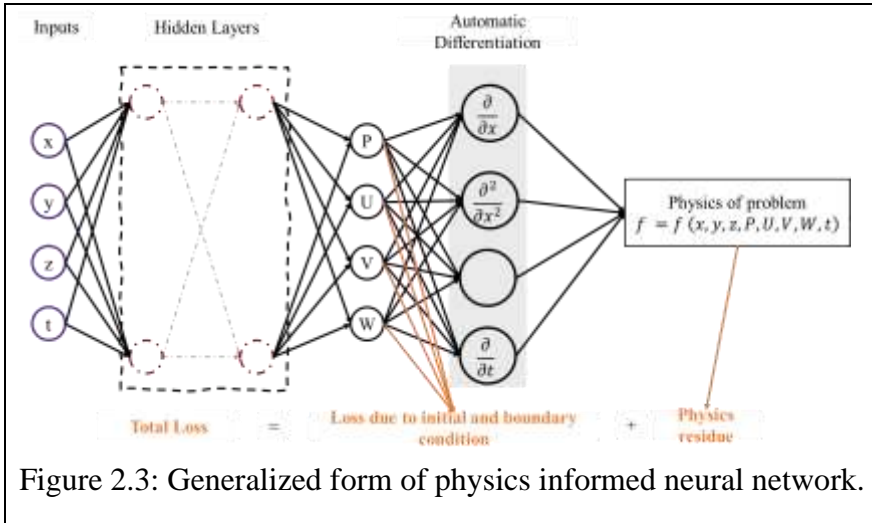 Inputs
Hidden Layers
Automatic
Differentiation
x
y
z
t
P
U
V
W
∂/∂x
∂²/∂x²
∂/∂t
Physics of problem
f = f (x, y, z, P, U, V, W, t)
Total Loss = Loss due to initial and boundary condition + Physics residue
Figure 2.3: Generalized form of physics informed neural network.